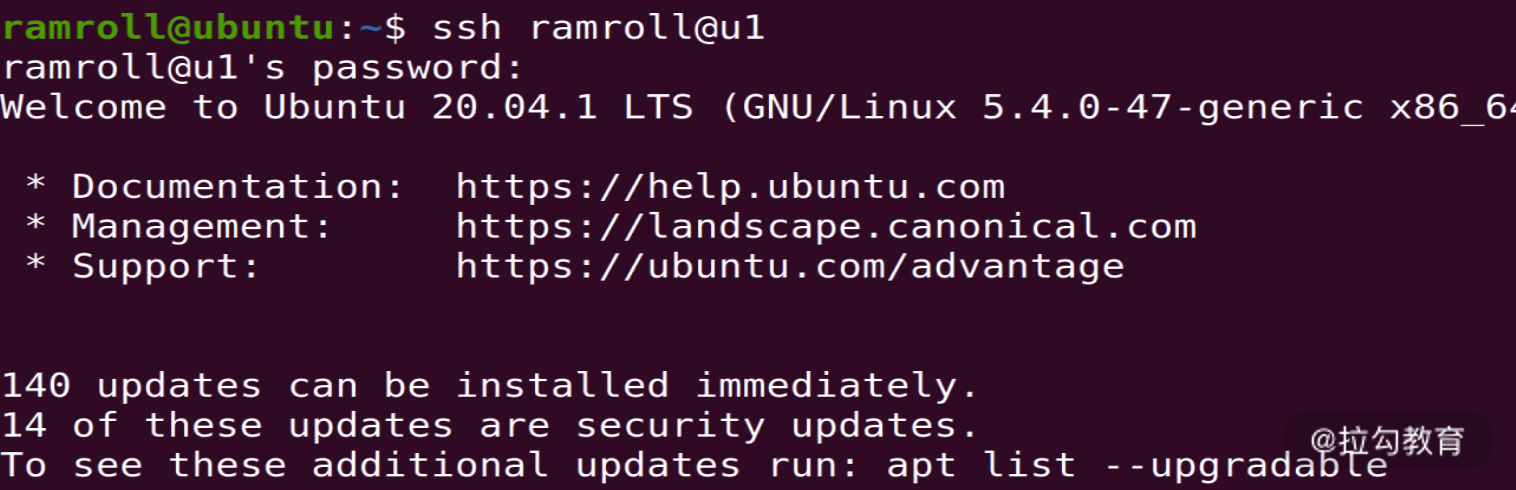 ramroll@ubuntu:~$ ssh ramroll@u1
ramroll@u1's password:
Welcome to Ubuntu 20.04.1 LTS (GNU/Linux 5.4.0-47-generic x86_64
 * Documentation:  https://help.ubuntu.com
 * Management:     https://landscape.canonical.com
 * Support:        https://ubuntu.com/advantage
140 updates can be installed immediately.
14 of these updates are security updates.
To see these additional updates run: apt list --upgradable
@拉勾教育